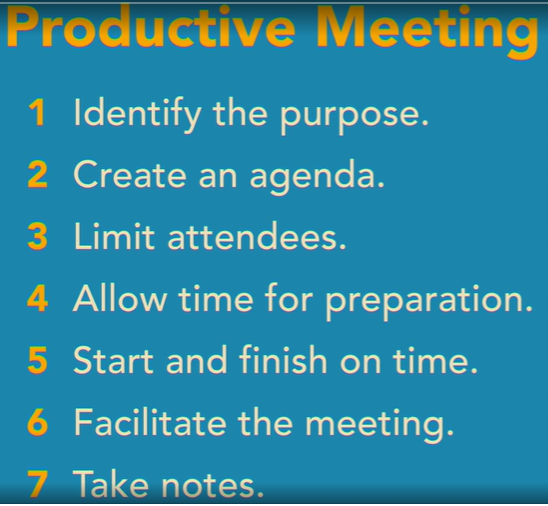 Productive Meeting
1 Identify the purpose.
2 Create an agenda.
3 Limit attendees.
4 Allow time for preparation.
5 Start and finish on time.
6 Facilitate the meeting.
7 Take notes.